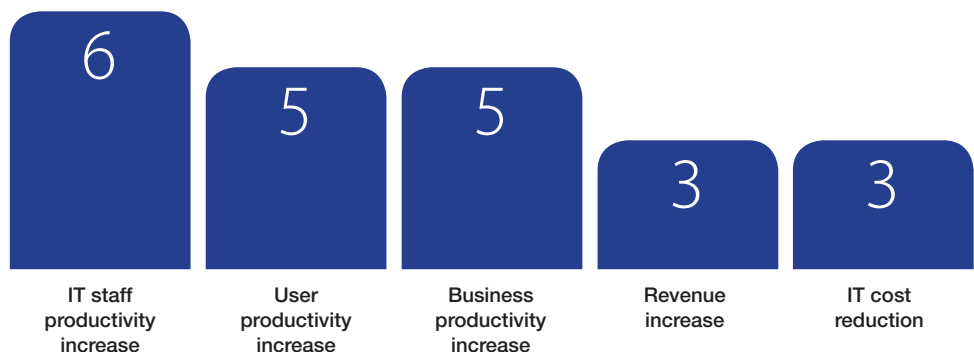 6
5
5
3
3
IT staff
productivity
increase
User
productivity
increase
Business
productivity
increase
Revenue
increase
IT cost
reduction